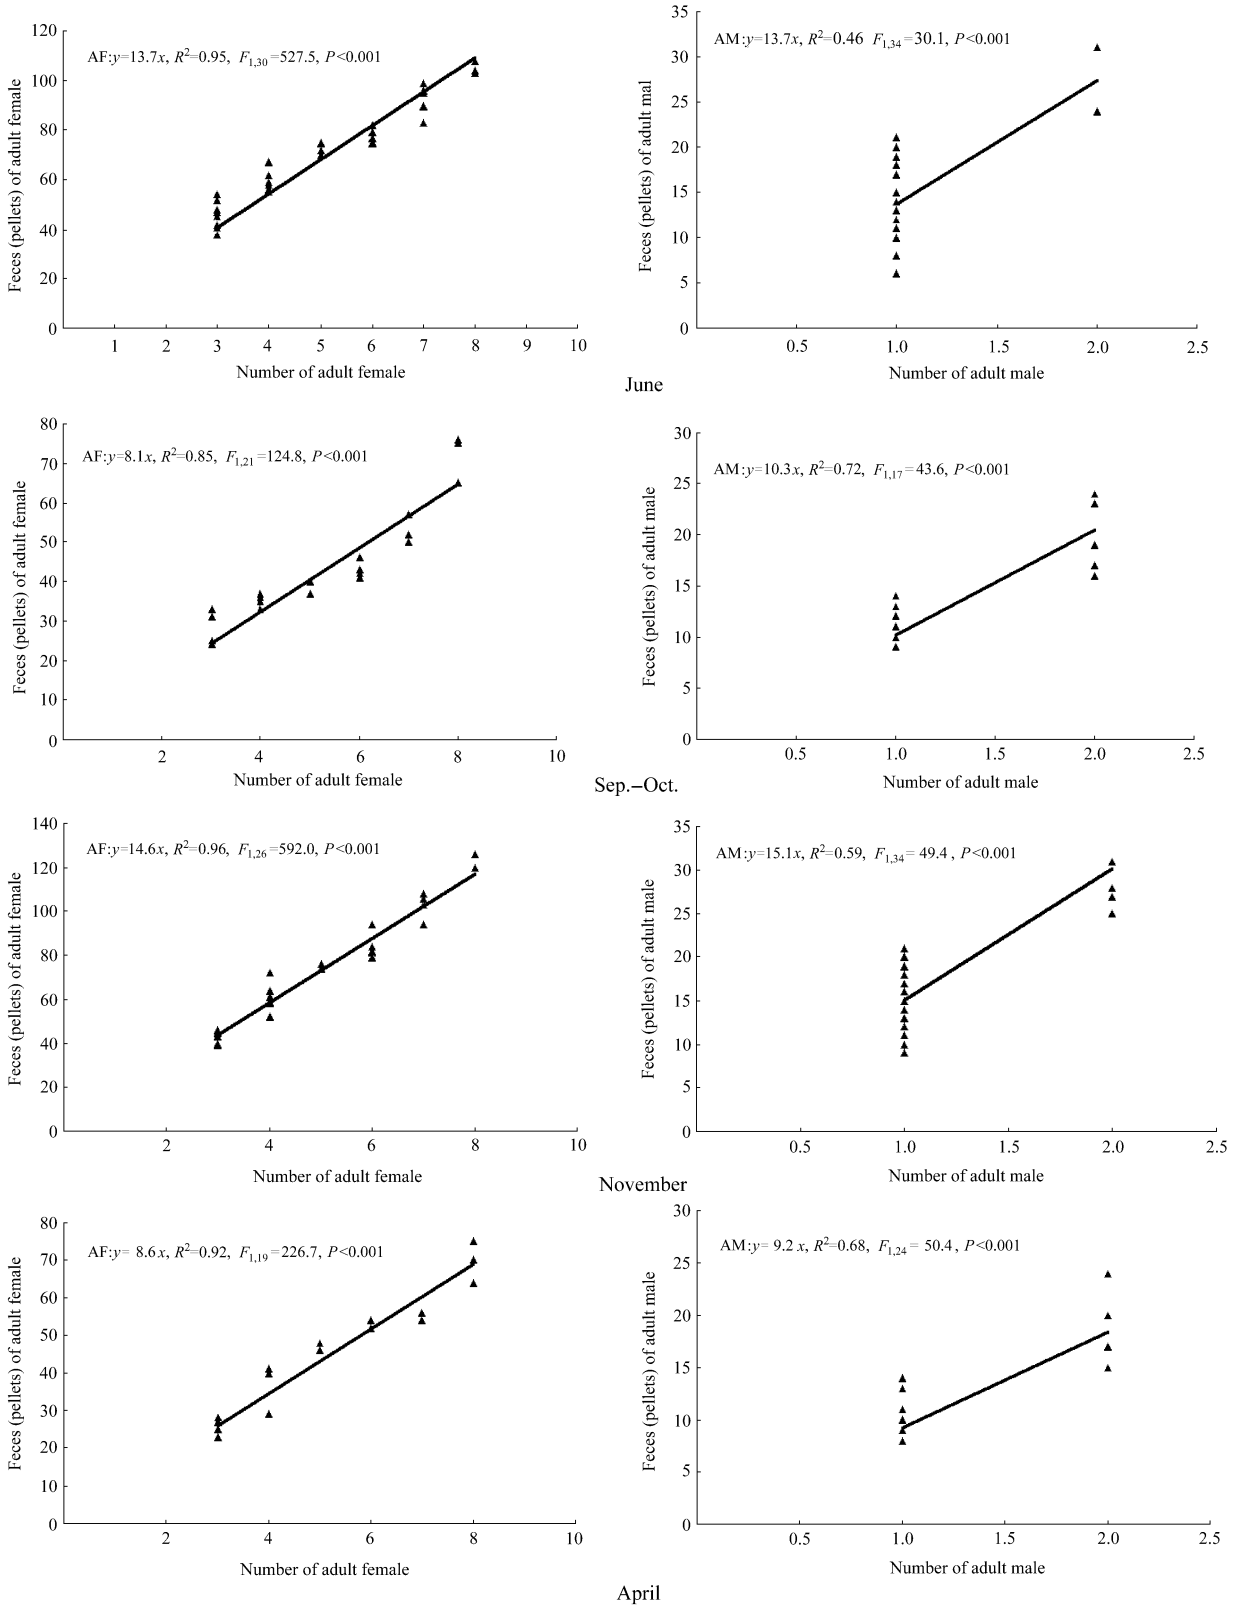 AF:y=13.7x, R²=0.95, F1,30=527.5, P<0.001
Feces (pellets) of adult female
120
100
80
60
40
20
0
1 2 3 4 5 6 7 8 9 10
Number of adult female
AM:y=13.7x, R²=0.46 F1,34=30.1, P<0.001
Feces (pellets) of adult mal
35
30
25
20
15
10
5
0
0.5 1.0 1.5 2.0 2.5
Number of adult male
June
AF:y=8.1x, R²=0.85, F1,21=124.8, P<0.001
Feces (pellets) of adult female
80
70
60
50
40
30
20
10
0
2 4 6 8 10
Number of adult female
AM:y=10.3x, R²=0.72, F1,17=43.6, P<0.001
Feces (pellets) of adult male
30
25
20
15
10
5
0
0.5 1.0 1.5 2.0 2.5
Number of adult male
Sep.–Oct.
AF:y=14.6x, R²=0.96, F1,26=592.0, P<0.001
Feces (pellets) of adult female
140
120
100
80
60
40
20
0
2 4 6 8 10
Number of adult female
AM:y=15.1x, R²=0.59, F1,34= 49.4 , P<0.001
Feces (pellets) of adult male
35
30
25
20
15
10
5
0
0.5 1.0 1.5 2.0 2.5
Number of adult male
November
AF:y= 8.6x, R²=0.92, F1,19=226.7, P<0.001
Feces (pellets) of adult female
80
70
60
50
40
30
20
10
0
2 4 6 8 10
Number of adult female
AM:y= 9.2 x, R²=0.68, F1,24= 50.4 , P<0.001
Feces (pellets) of adult male
30
25
20
15
10
5
0
0.5 1.0 1.5 2.0 2.5
Number of adult male
April